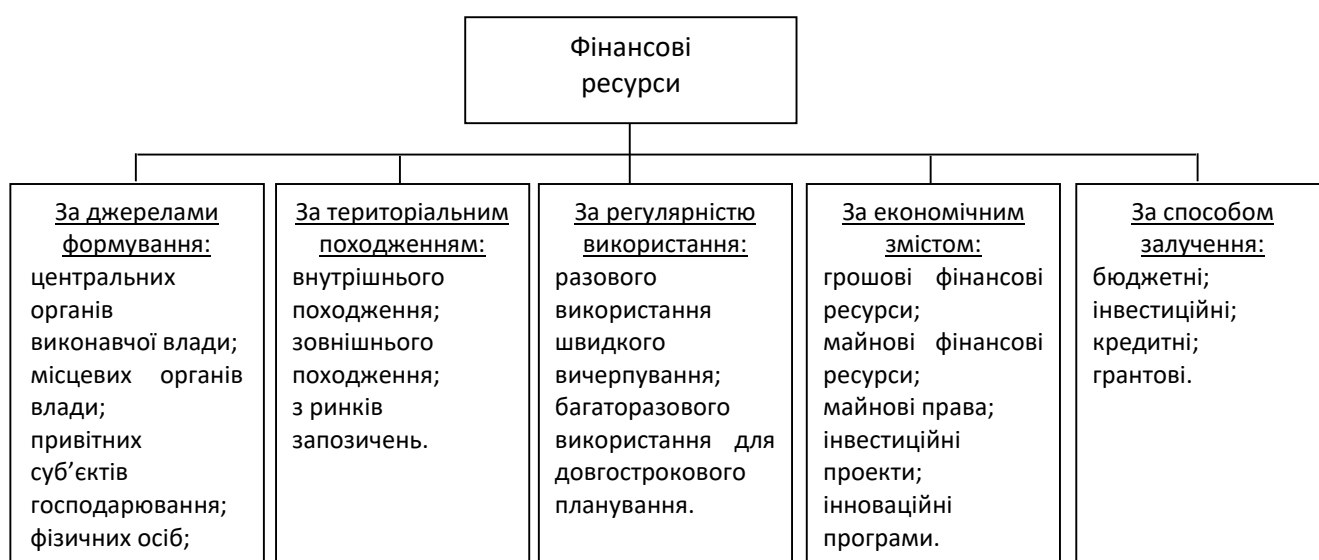 Фінансові
ресурси
За джерелами
формування:
центральних
органів
виконавчої влади;
місцевих органів
влади;
привітних
суб’єктів
господарювання;
фізичних осіб;
За територіальним
походженням:
внутрішнього
походження;
зовнішнього
походження;
з ринків
запозичень.
За регулярністю
використання:
разового
використання
швидкого
вичерпування;
багаторазового
використання для
довгострокового
планування.
За економічним
змістом:
грошові фінансові
ресурси;
майнові фінансові
ресурси;
майнові права;
інвестиційні
проекти;
інноваційні
програми.
За способом
залучення:
бюджетні;
інвестиційні;
кредитні;
грантові.